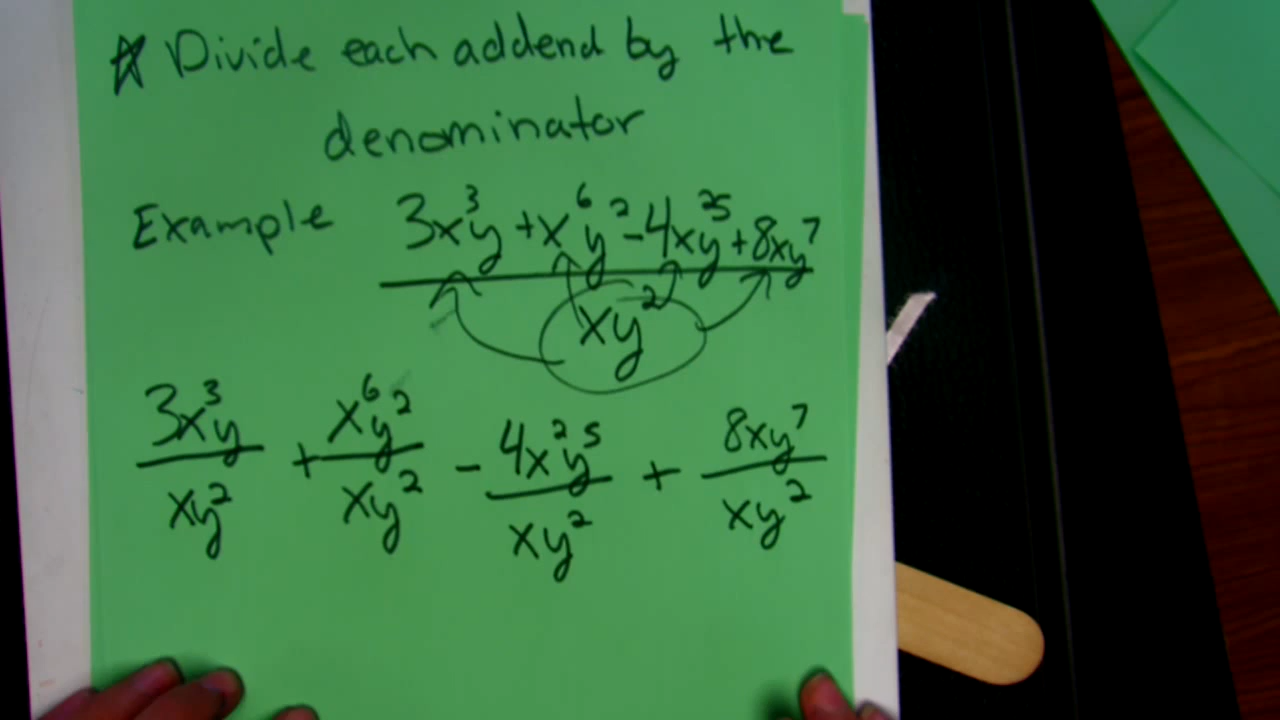 ☆ Divide each addend by the
denominator
Example (3x³y + x⁶y² - 4x²y⁵ + 8xy⁷) / (xy²)
3x³y/xy² + x⁶y²/xy² - 4x²y⁵/xy² + 8xy⁷/xy²